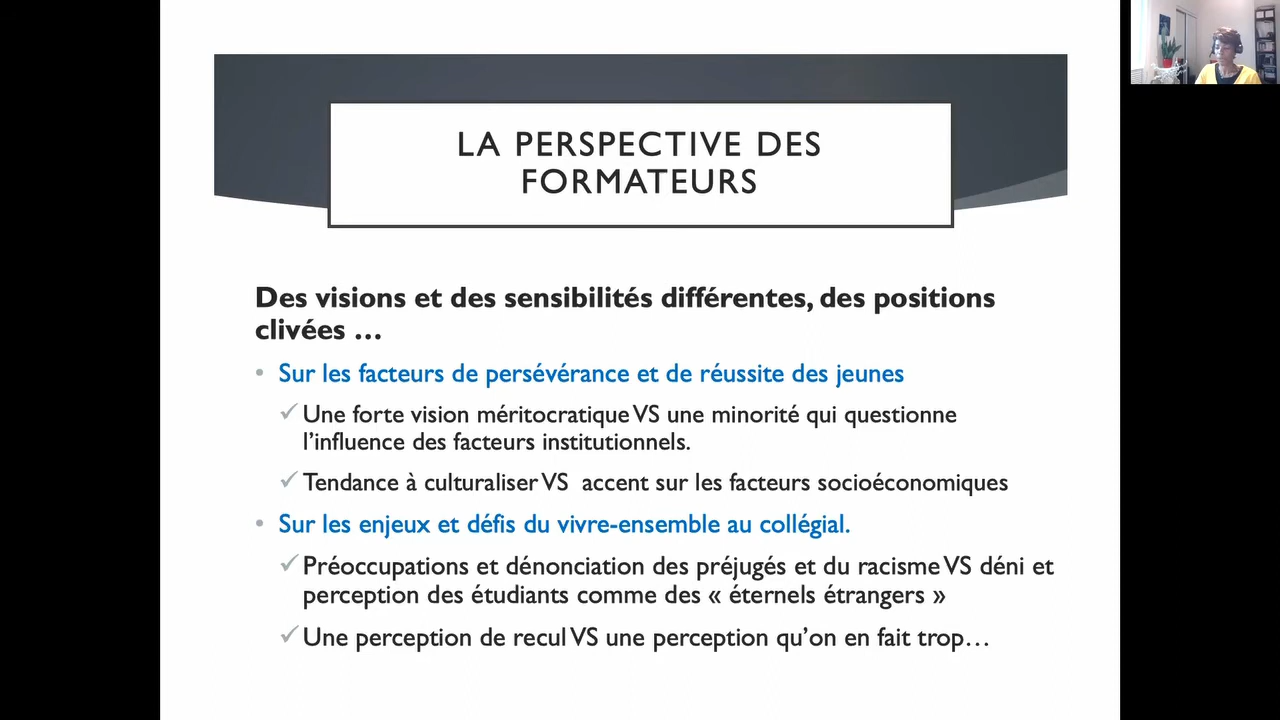 LA PERSPECTIVE DES
FORMATEURS
Des visions et des sensibilités différentes, des positions
clivées …
• Sur les facteurs de persévérance et de réussite des jeunes
✓ Une forte vision méritocratique VS une minorité qui questionne
l’influence des facteurs institutionnels.
✓ Tendance à culturaliser VS accent sur les facteurs socioéconomiques
• Sur les enjeux et défis du vivre-ensemble au collégial.
✓ Préoccupations et dénonciation des préjugés et du racisme VS déni et
perception des étudiants comme des « éternels étrangers »
✓ Une perception de recul VS une perception qu’on en fait trop…